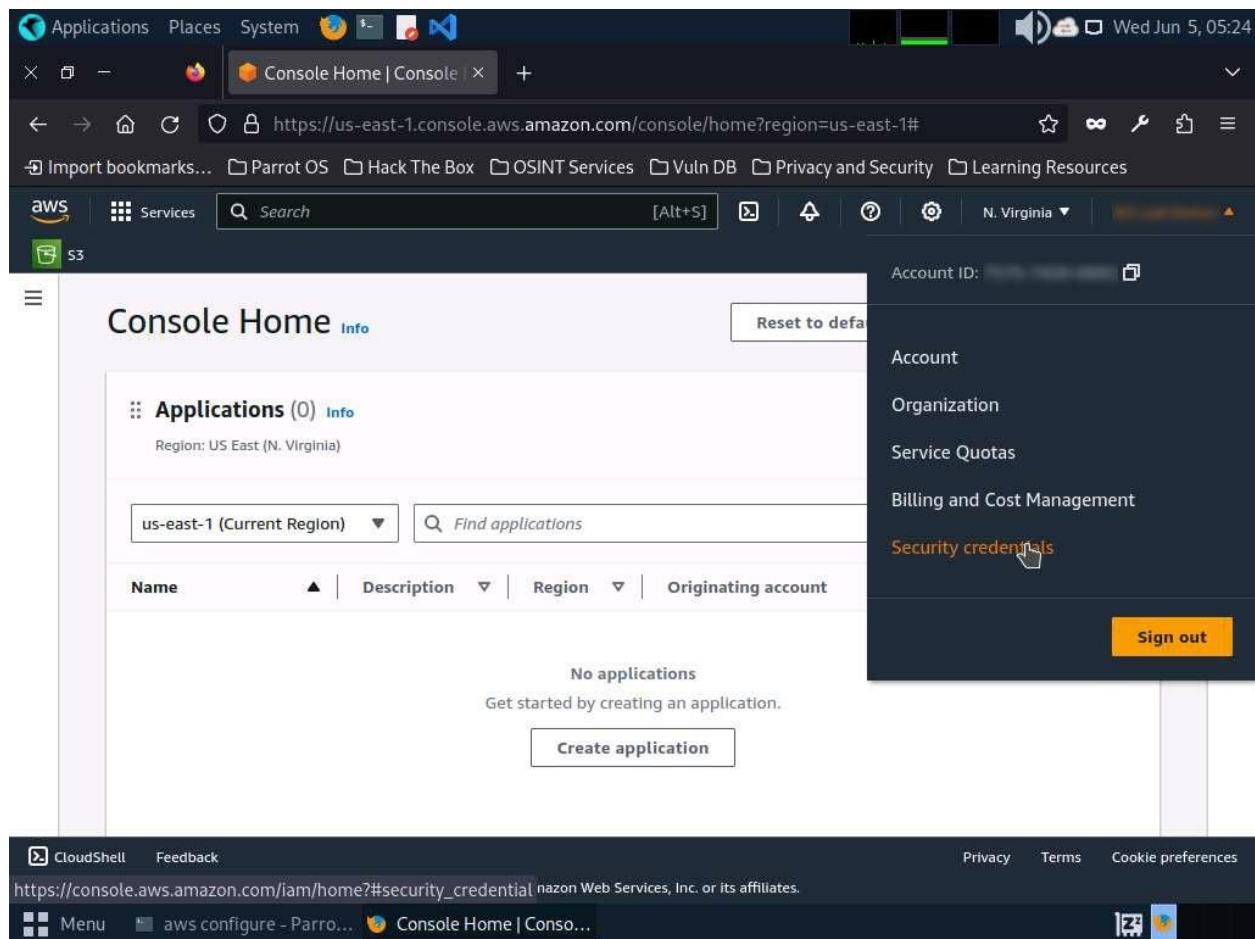 Applications Places System Wed Jun 5, 05:24
Console Home | Console
https://us-east-1.console.aws.amazon.com/console/home?region=us-east-1#
Import bookmarks... Parrot OS Hack The Box OSINT Services Vuln DB Privacy and Security Learning Resources
aws Services Search [Alt+S] N. Virginia
S3
Account ID:
Console Home Info
Reset to defa
Account
Organization
Service Quotas
Billing and Cost Management
Security credentials
Sign out
Applications (0) Info
Region: US East (N. Virginia)
us-east-1 (Current Region) Find applications
Name Description Region Originating account
No applications
Get started by creating an application.
Create application
CloudShell Feedback Privacy Terms Cookie preferences
https://console.aws.amazon.com/iam/home?#security_credential nazon Web Services, Inc. or its affiliates.
Menu aws configure - Parro... Console Home | Conso...